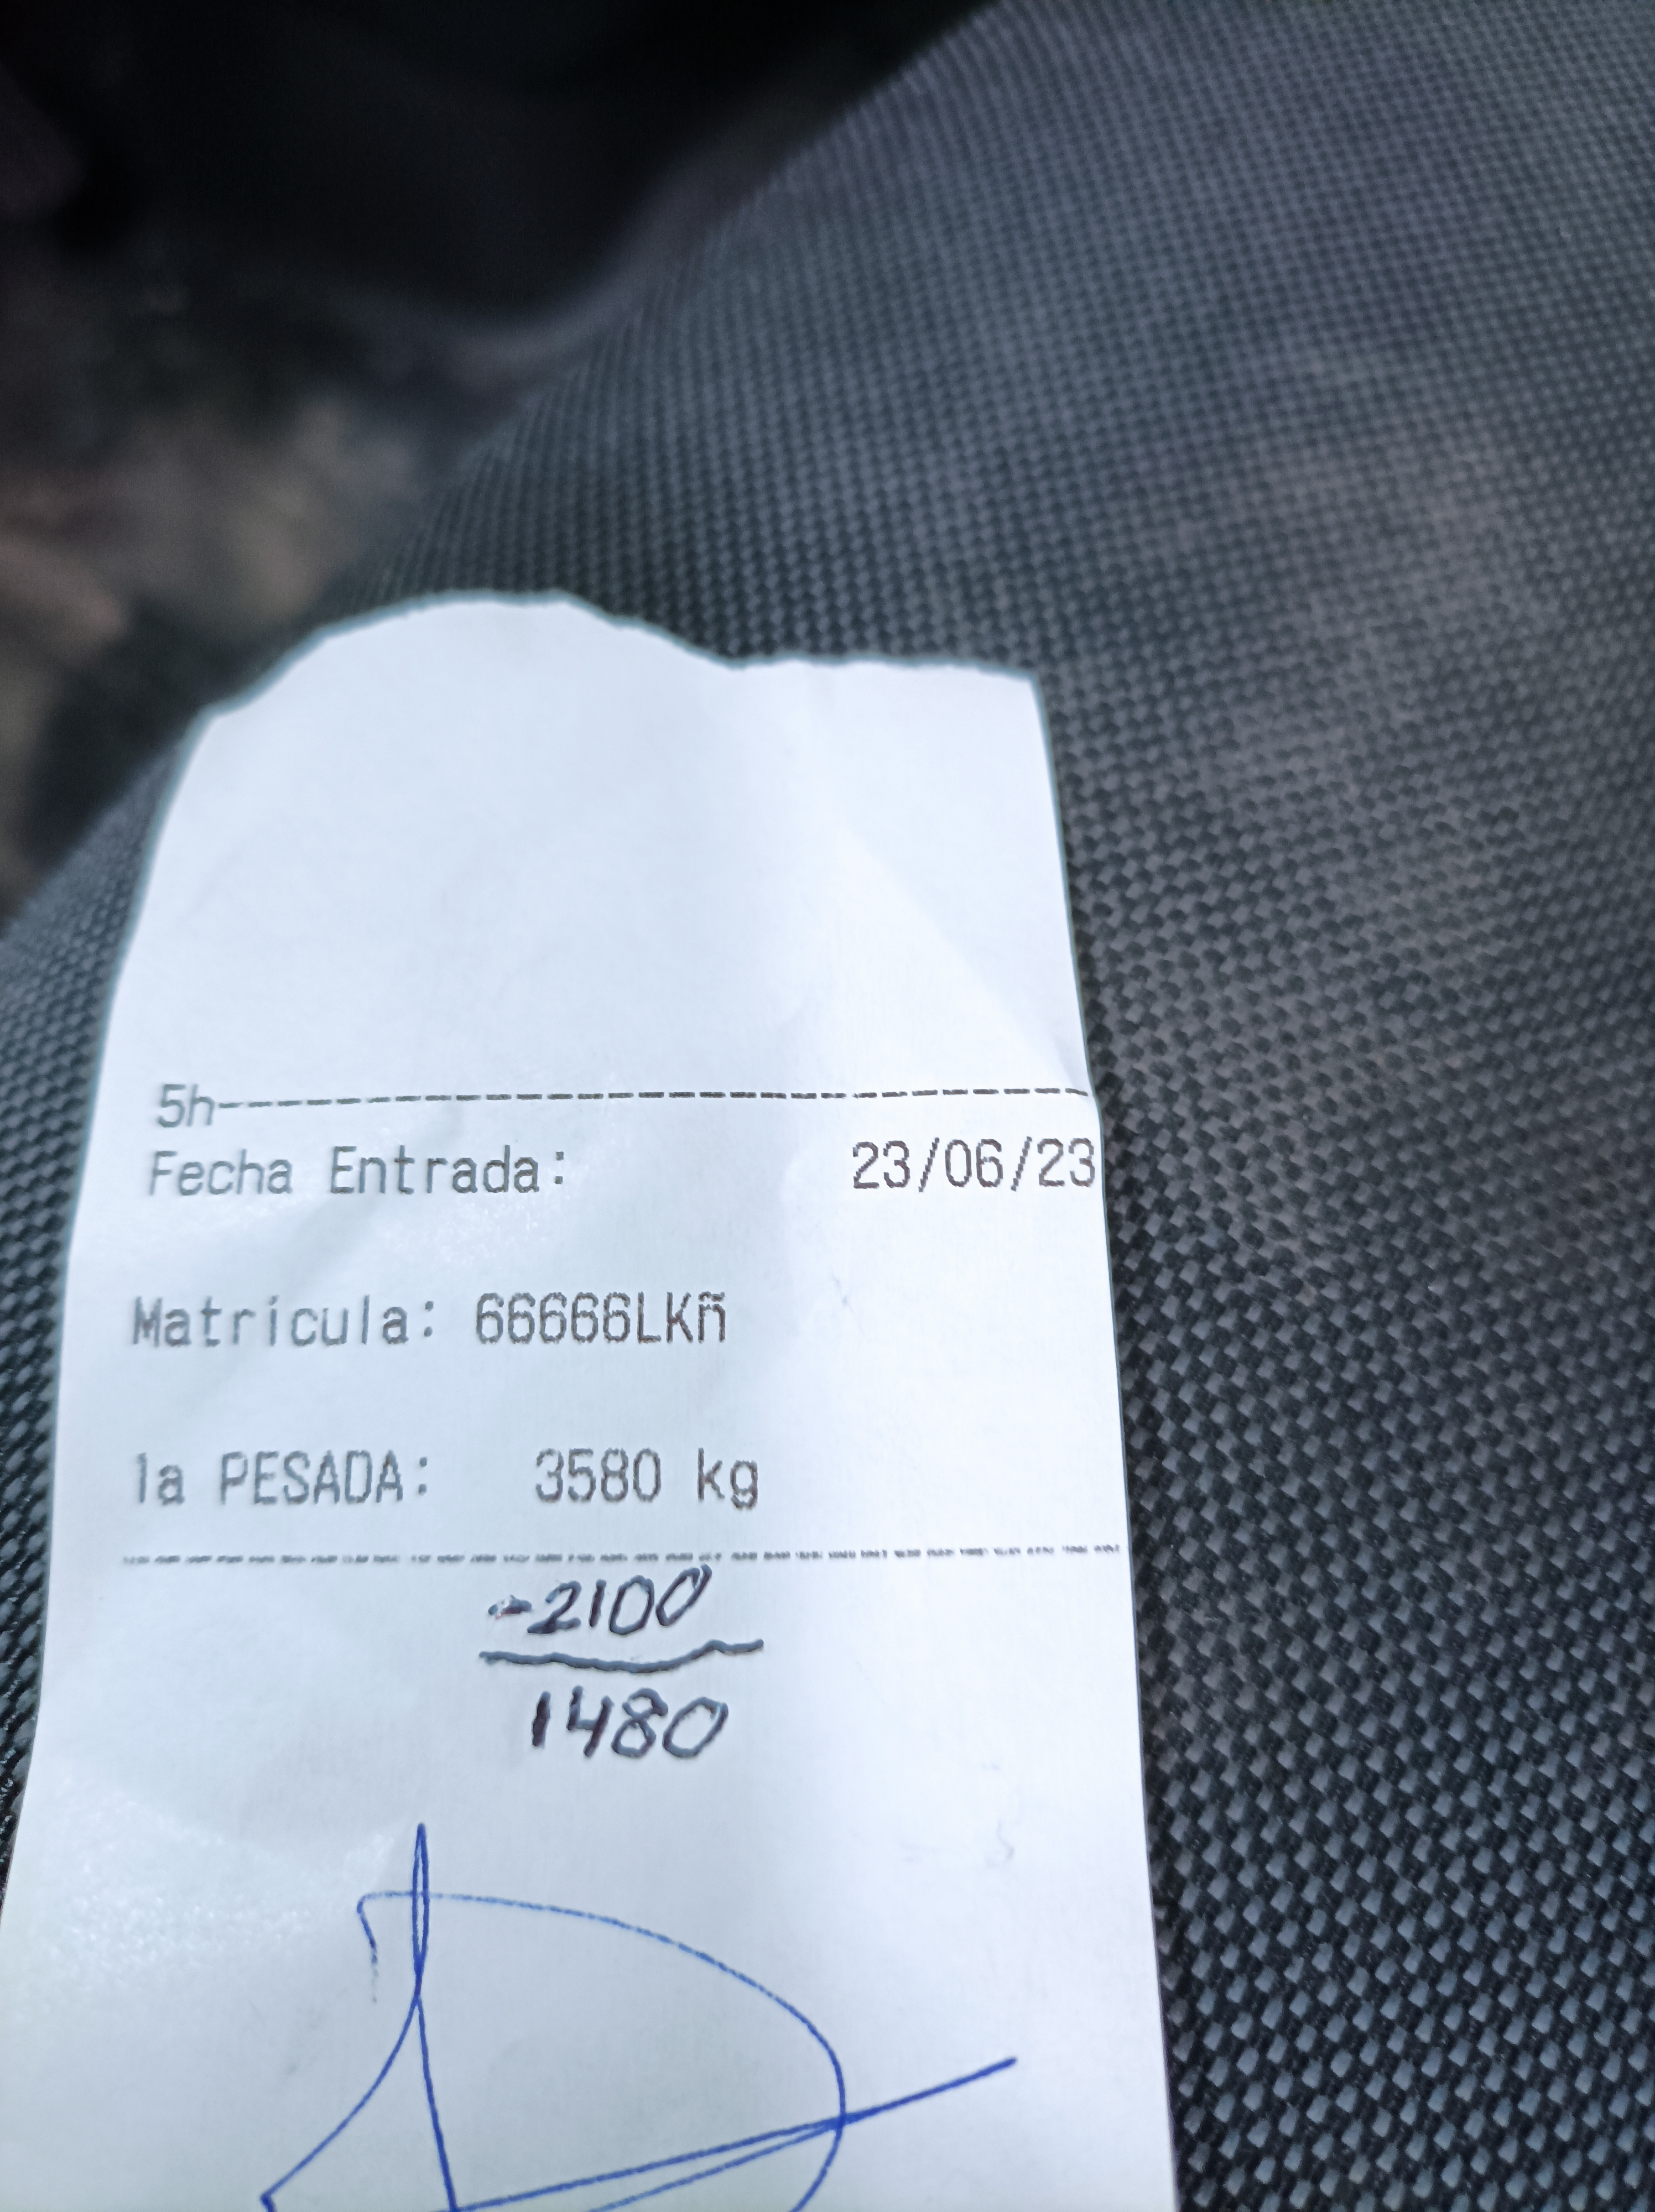 5h--------------------------------
Fecha Entrada: 23/06/23
Matrícula: 66666LKñ
1a PESADA: 3580 kg
-2100
1480